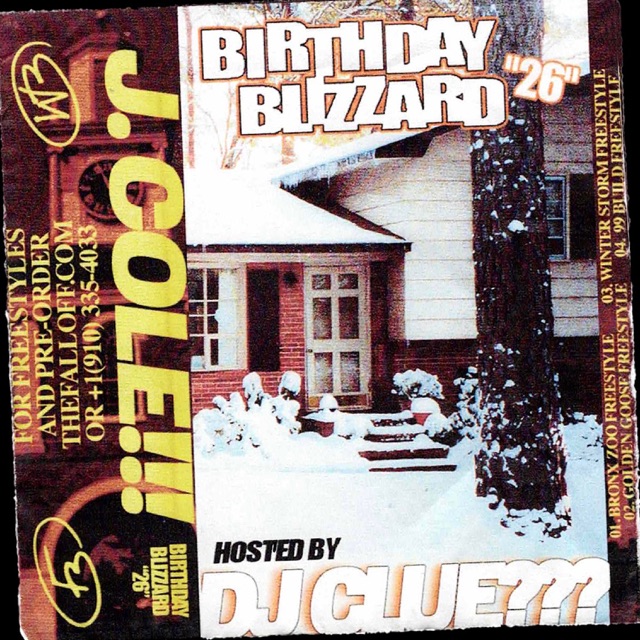 BIRTHDAY
BLIZZARD
"26"
HOSTED BY
DJ CLUE????
J. COLE!!!
BIRTHDAY
BLIZZARD
"26"
FOR FREESTYLES
AND PRE-ORDER
THEFALLOFF.COM
OR +1(910) 335-4033
01. BRONX ZOO FREESTYLE
02. GOLDEN GOOSE FREESTYLE
03. WINTER STORM FREESTYLE
04. 99 BUILD FREESTYLE